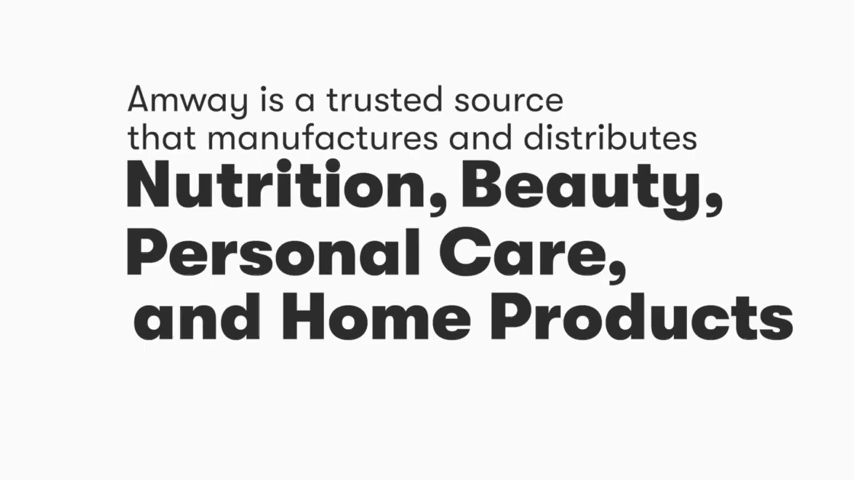 Amway is a trusted source
that manufactures and distributes
Nutrition, Beauty,
Personal Care,
and Home Products